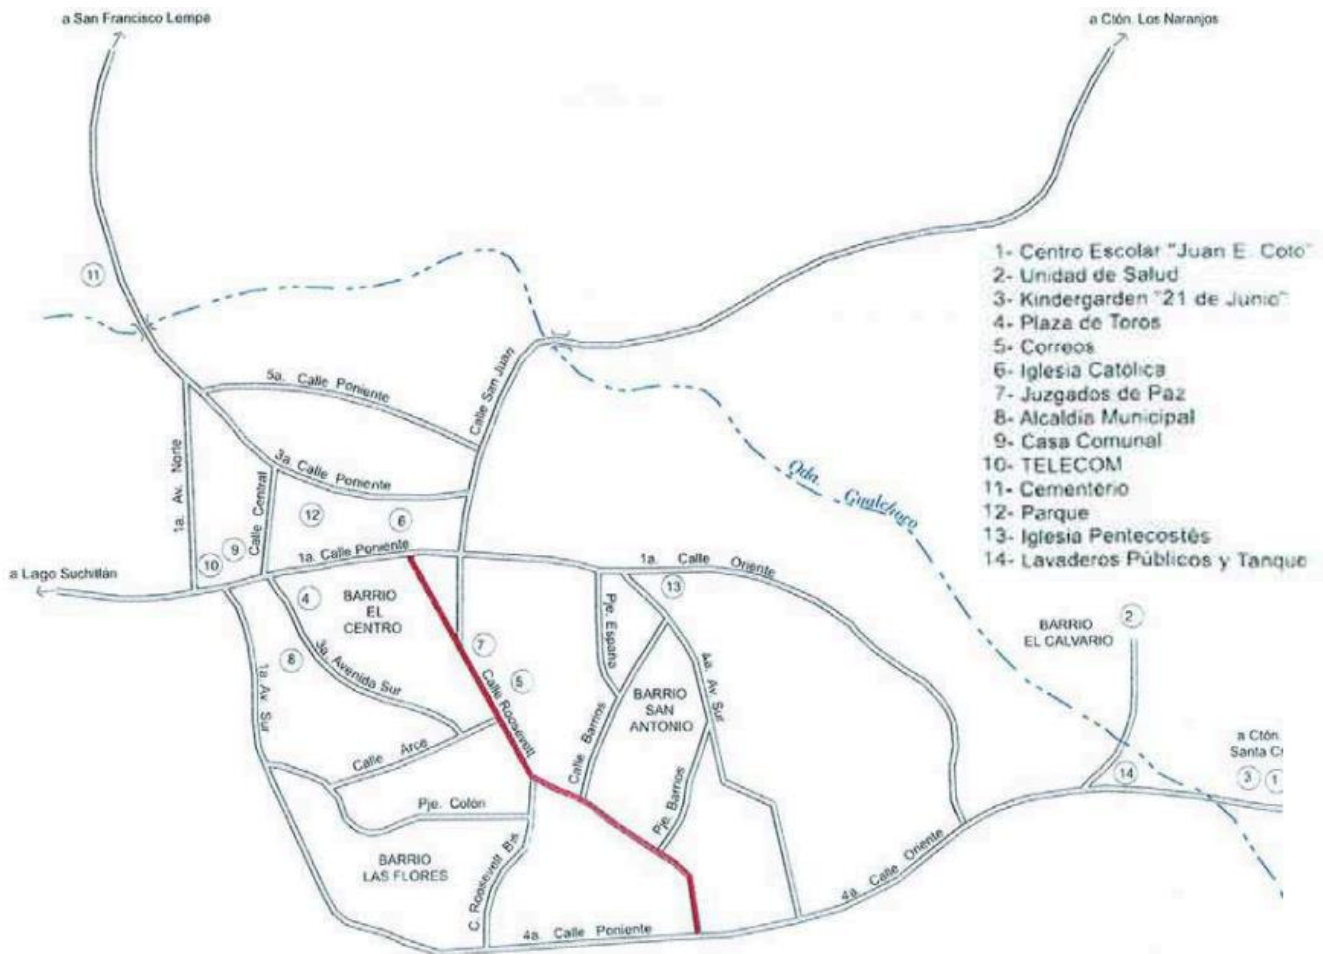 a San Francisco Lempa
a Ctón. Los Naranjos
11
1- Centro Escolar "Juan E. Coto"
2- Unidad de Salud
3- Kindergarden "21 de Junio"
4- Plaza de Toros
5- Correos
6- Iglesia Católica
7- Juzgados de Paz
8- Alcaldia Municipal
9- Casa Comunal
10- TELECOM
11- Cementerio
12- Parque
13- Iglesia Pentecostés
14- Lavaderos Públicos y Tanque
5a. Calle Poniente
Calle San Juan
3a. Calle Poniente
1a. Av. Norte
Calle Central
12
6
9
10
1a. Calle Poniente
Qda. Gualchoco
1a. Calle Oriente
a Lago Suchitlán
4
BARRIO
EL
CENTRO
13
Pje. España
2
BARRIO
EL CALVARIO
7
8
3a. Avenida Sur
5
Calle Roosevelt
1a. Av. Sur
4a. Av. Sur
BARRIO
SAN
ANTONIO
Calle Barrios
Calle Arce
a Ctón.
Santa C
3
1
14
Pje. Colón
Pje. Barrios
BARRIO
LAS FLORES
C. Roosevelt Bis
4a. Calle Oriente
4a. Calle Poniente